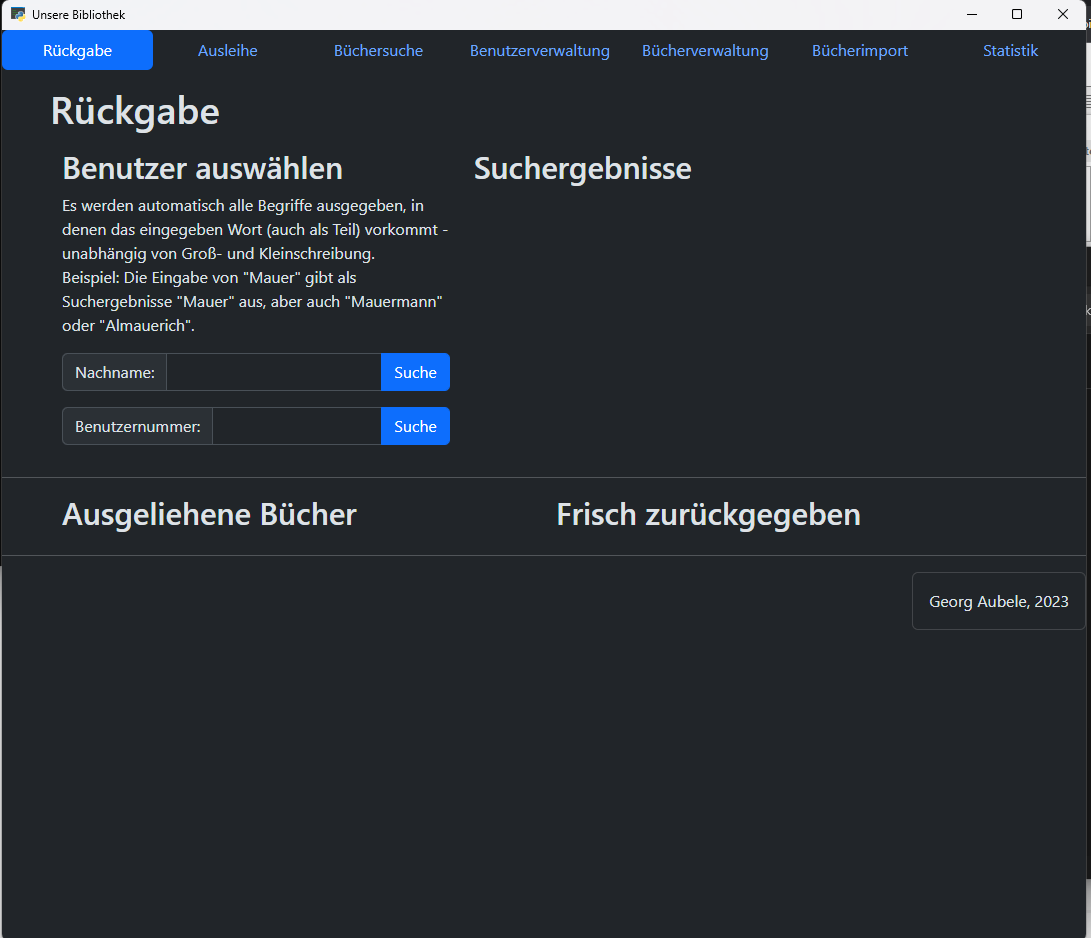 Unsere Bibliothek
Rückgabe Ausleihe Büchersuche Benutzerverwaltung Bücherverwaltung Bücherimport Statistik
Rückgabe
Benutzer auswählen
Es werden automatisch alle Begriffe ausgegeben, in
denen das eingegeben Wort (auch als Teil) vorkommt -
unabhängig von Groß- und Kleinschreibung.
Beispiel: Die Eingabe von "Mauer" gibt als
Suchergebnisse "Mauer" aus, aber auch "Mauermann"
oder "Almauerich".
Nachname: Suche
Benutzernummer: Suche
Suchergebnisse
Ausgeliehene Bücher
Frisch zurückgegeben
Georg Aubele, 2023